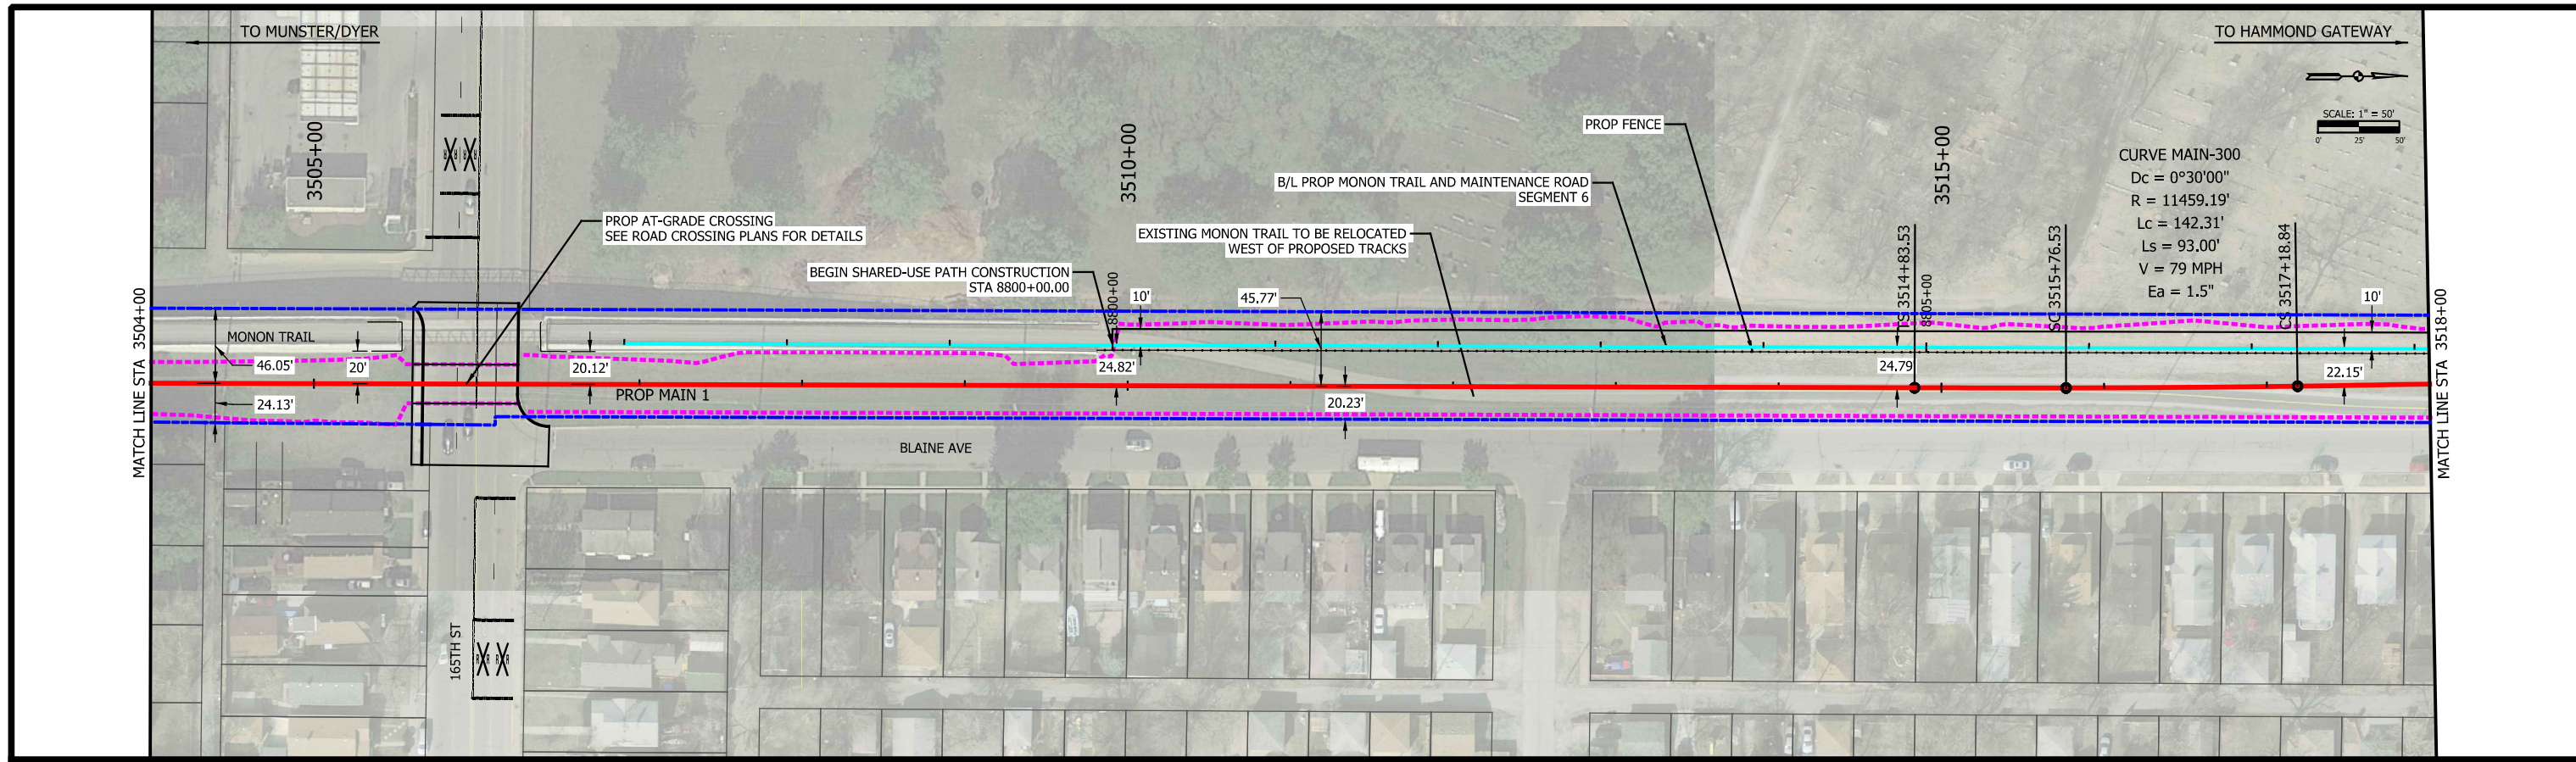 TO MUNSTER/DYER
TO HAMMOND GATEWAY
SCALE: 1" = 50'
0' 25' 50'
3505+00
3510+00
3515+00
PROP FENCE
CURVE MAIN-300
Dc = 0°30'00"
R = 11459.19'
Lc = 142.31'
Ls = 93.00'
V = 79 MPH
Ea = 1.5"
B/L PROP MONON TRAIL AND MAINTENANCE ROAD
SEGMENT 6
PROP AT-GRADE CROSSING
SEE ROAD CROSSING PLANS FOR DETAILS
EXISTING MONON TRAIL TO BE RELOCATED
WEST OF PROPOSED TRACKS
BEGIN SHARED-USE PATH CONSTRUCTION
STA 8800+00.00
8800+00
10'
45.77'
TS 3514+83.53
8805+00
SC 3515+76.53
CS 3517+18.84
10'
MATCH LINE STA 3504+00
MATCH LINE STA 3518+00
MONON TRAIL
46.05'
20'
20.12'
24.82'
24.79
22.15'
24.13'
PROP MAIN 1
20.23'
BLAINE AVE
165TH ST